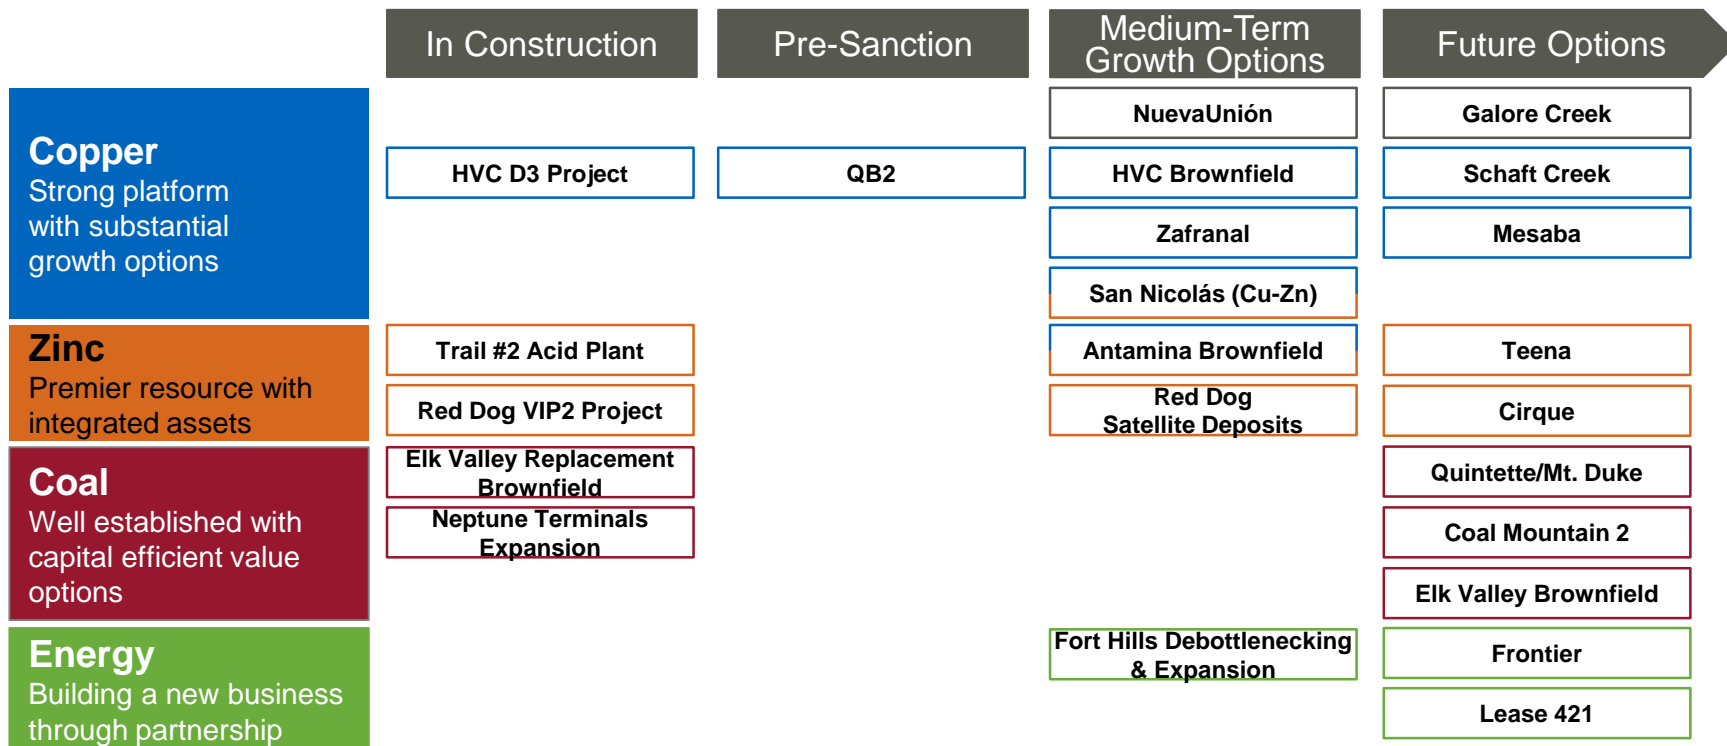 In Construction
Pre-Sanction
Medium-Term
Growth Options
Future Options
Copper
Strong platform
with substantial
growth options
NuevaUnión
Galore Creek
HVC D3 Project
QB2
HVC Brownfield
Schaft Creek
Zafranal
Mesaba
San Nicolás (Cu-Zn)
Zinc
Premier resource with
integrated assets
Trail #2 Acid Plant
Antamina Brownfield
Teena
Red Dog VIP2 Project
Red Dog
Satellite Deposits
Cirque
Coal
Well established with
capital efficient value
options
Elk Valley Replacement
Brownfield
Quintette/Mt. Duke
Neptune Terminals
Expansion
Coal Mountain 2
Elk Valley Brownfield
Energy
Building a new business
through partnership
Fort Hills Debottlenecking
& Expansion
Frontier
Lease 421